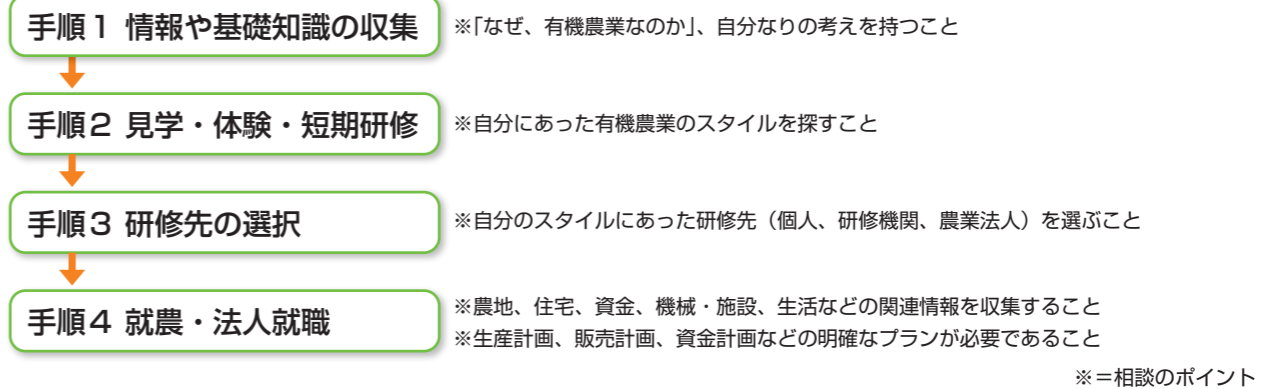 手順1 情報や基礎知識の収集 ※「なぜ、有機農業なのか」、自分なりの考えを持つこと
手順2 見学・体験・短期研修 ※自分にあった有機農業のスタイルを探すこと
手順3 研修先の選択 ※自分のスタイルにあった研修先（個人、研修機関、農業法人）を選ぶこと
手順4 就農・法人就職 ※農地、住宅、資金、機械・施設、生活などの関連情報を収集すること
※生産計画、販売計画、資金計画などの明確なプランが必要であること
※＝相談のポイント